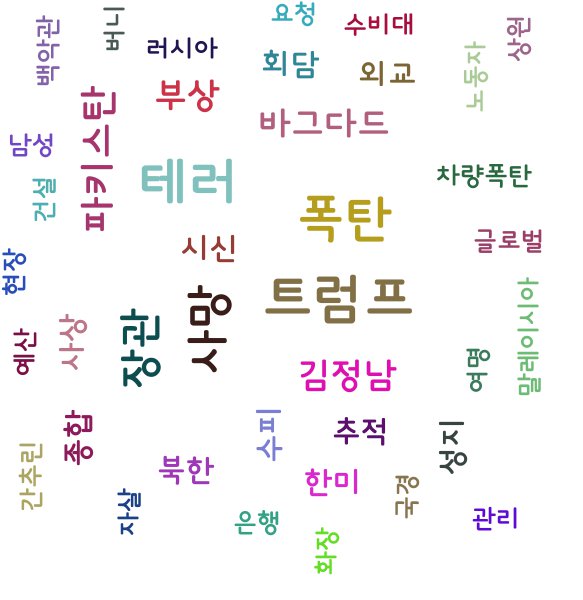 백악관
버니
러시아
요청
수비대
상원
회담
외교
노동자
부상
바그다드
파키스탄
남성
테러
차량폭탄
건설
폭탄
글로벌
시신
현장
트럼프
말레이시아
예산
사상
장관
사망
김정남
여명
종합
수피
추적
성지
간추린
북한
한미
국경
자살
은행
화장
관리